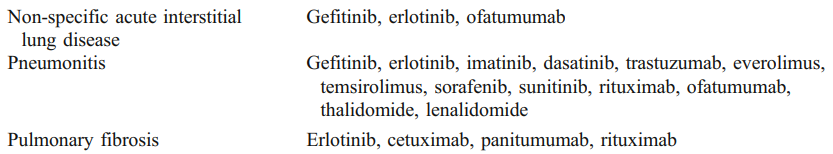 Non-specific acute interstitial lung disease Gefitinib, erlotinib, ofatumumab
Pneumonitis Gefitinib, erlotinib, imatinib, dasatinib, trastuzumab, everolimus,
temsirolimus, sorafenib, sunitinib, rituximab, ofatumumab,
thalidomide, lenalidomide
Pulmonary fibrosis Erlotinib, cetuximab, panitumumab, rituximab